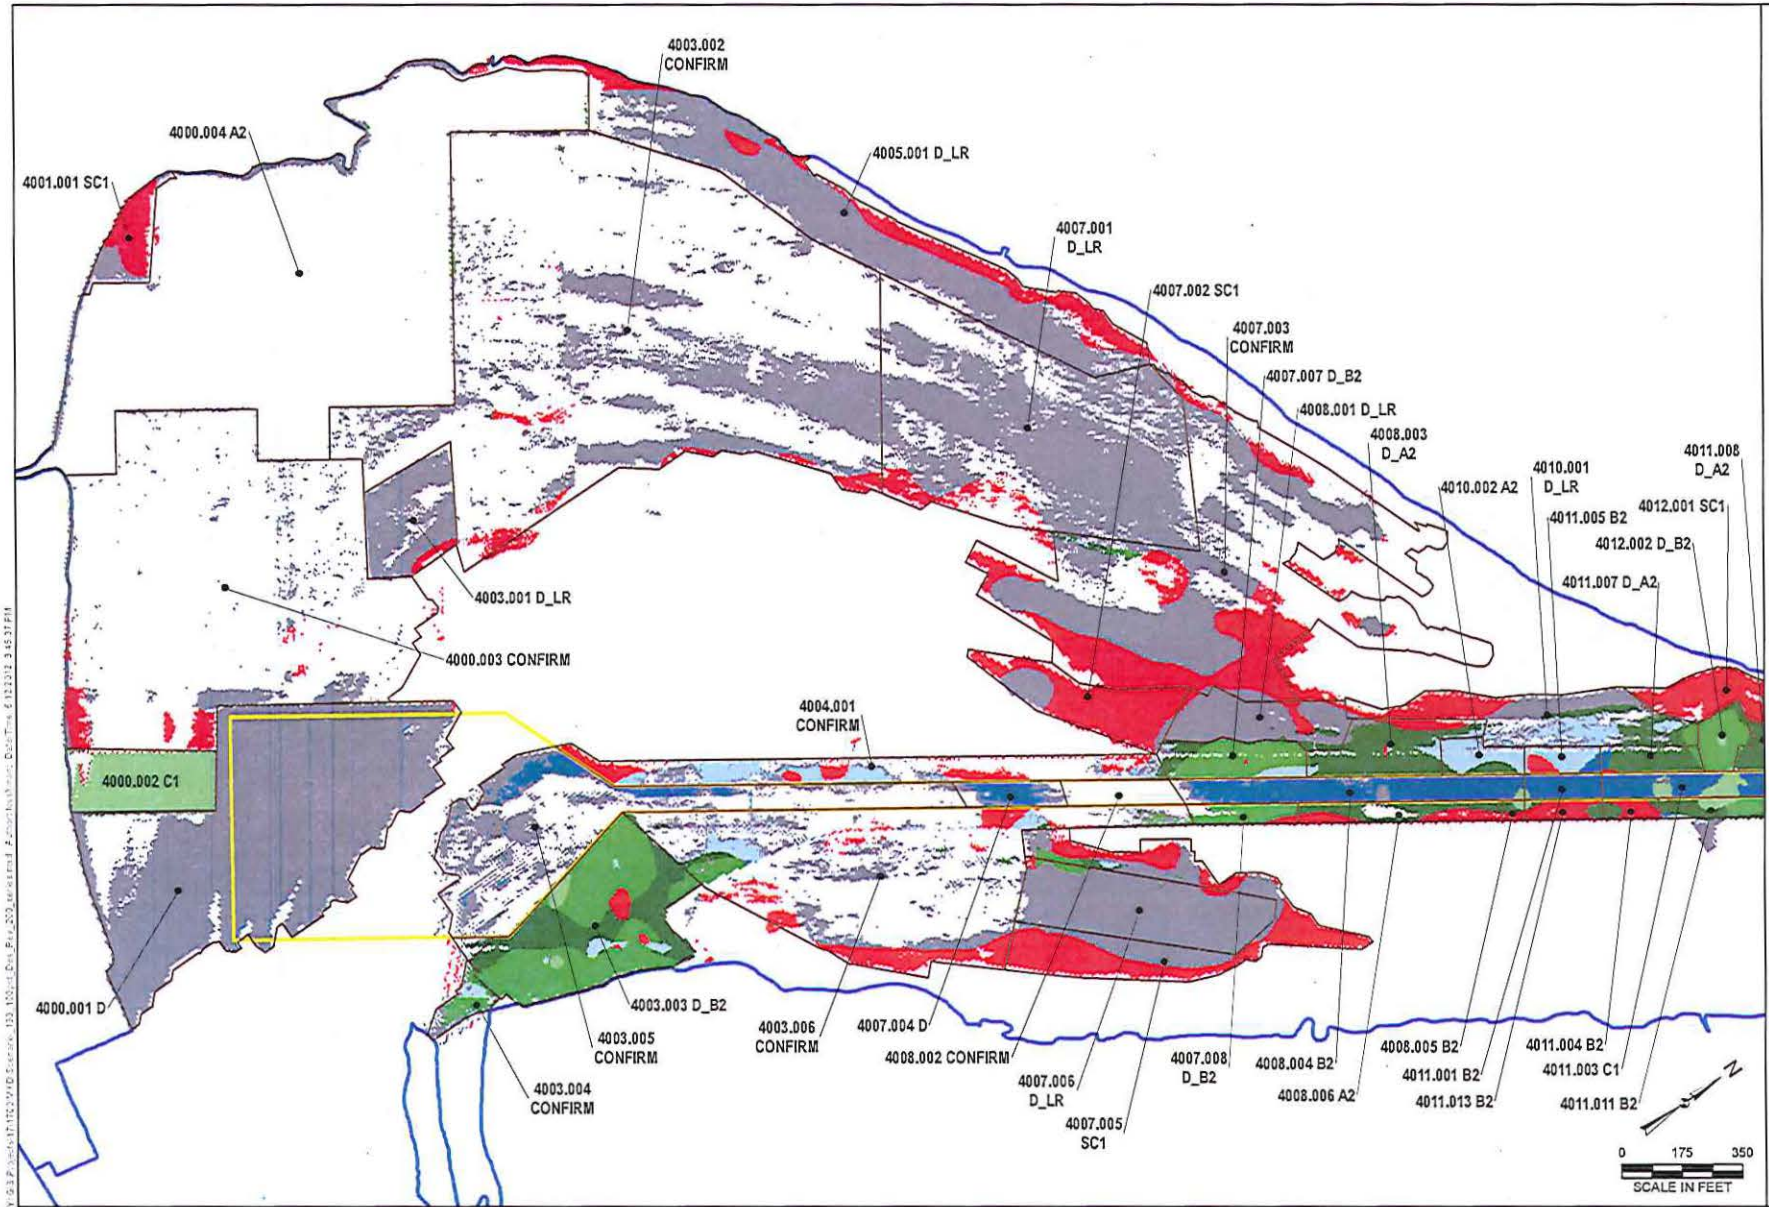 4003.002
CONFIRM
4000.004 A2
4001.001 SC1
4005.001 D_LR
4007.001
D_LR
4007.002 SC1
4007.003
CONFIRM
4007.007 D_B2
4008.001 D_LR
4008.003
D_A2
4010.002 A2
4010.001
D_LR
4011.005 B2
4011.008
D_A2
4012.001 SC1
4012.002 D_B2
4011.007 D_A2
4003.001 D_LR
4000.003 CONFIRM
4004.001
CONFIRM
4000.002 C1
4000.001 D
4003.003 D_B2
4003.005
CONFIRM
4003.004
CONFIRM
4003.006
CONFIRM
4007.004 D
4008.002 CONFIRM
4007.006
D_LR
4007.005
SC1
4007.008
D_B2
4008.004 B2
4008.006 A2
4008.005 B2
4011.001 B2
4011.013 B2
4011.004 B2
4011.003 C1
4011.011 B2
N
0 175 350
SCALE IN FEET